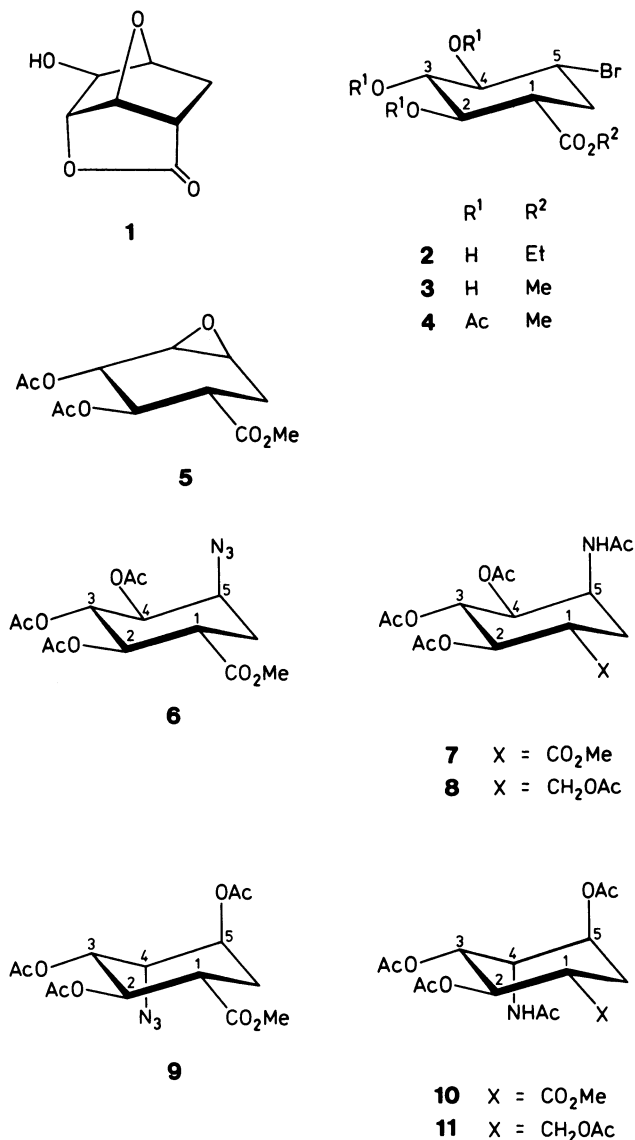 O
HO
O
O
1
OR¹
5
Br
3
4
R¹O
1
R¹O
2
CO₂R²
R¹ R²
2 H Et
3 H Me
4 Ac Me
O
AcO
AcO
CO₂Me
5
N₃
OAc
5
3
4
AcO
1
AcO
2
CO₂Me
6
NHAc
OAc
5
3
4
AcO
1
AcO
2
X
7 X = CO₂Me
8 X = CH₂OAc
OAc
3
4
5
AcO
1
AcO
2
N₃
CO₂Me
9
OAc
3
4
5
AcO
1
AcO
2
NHAc
X
10 X = CO₂Me
11 X = CH₂OAc